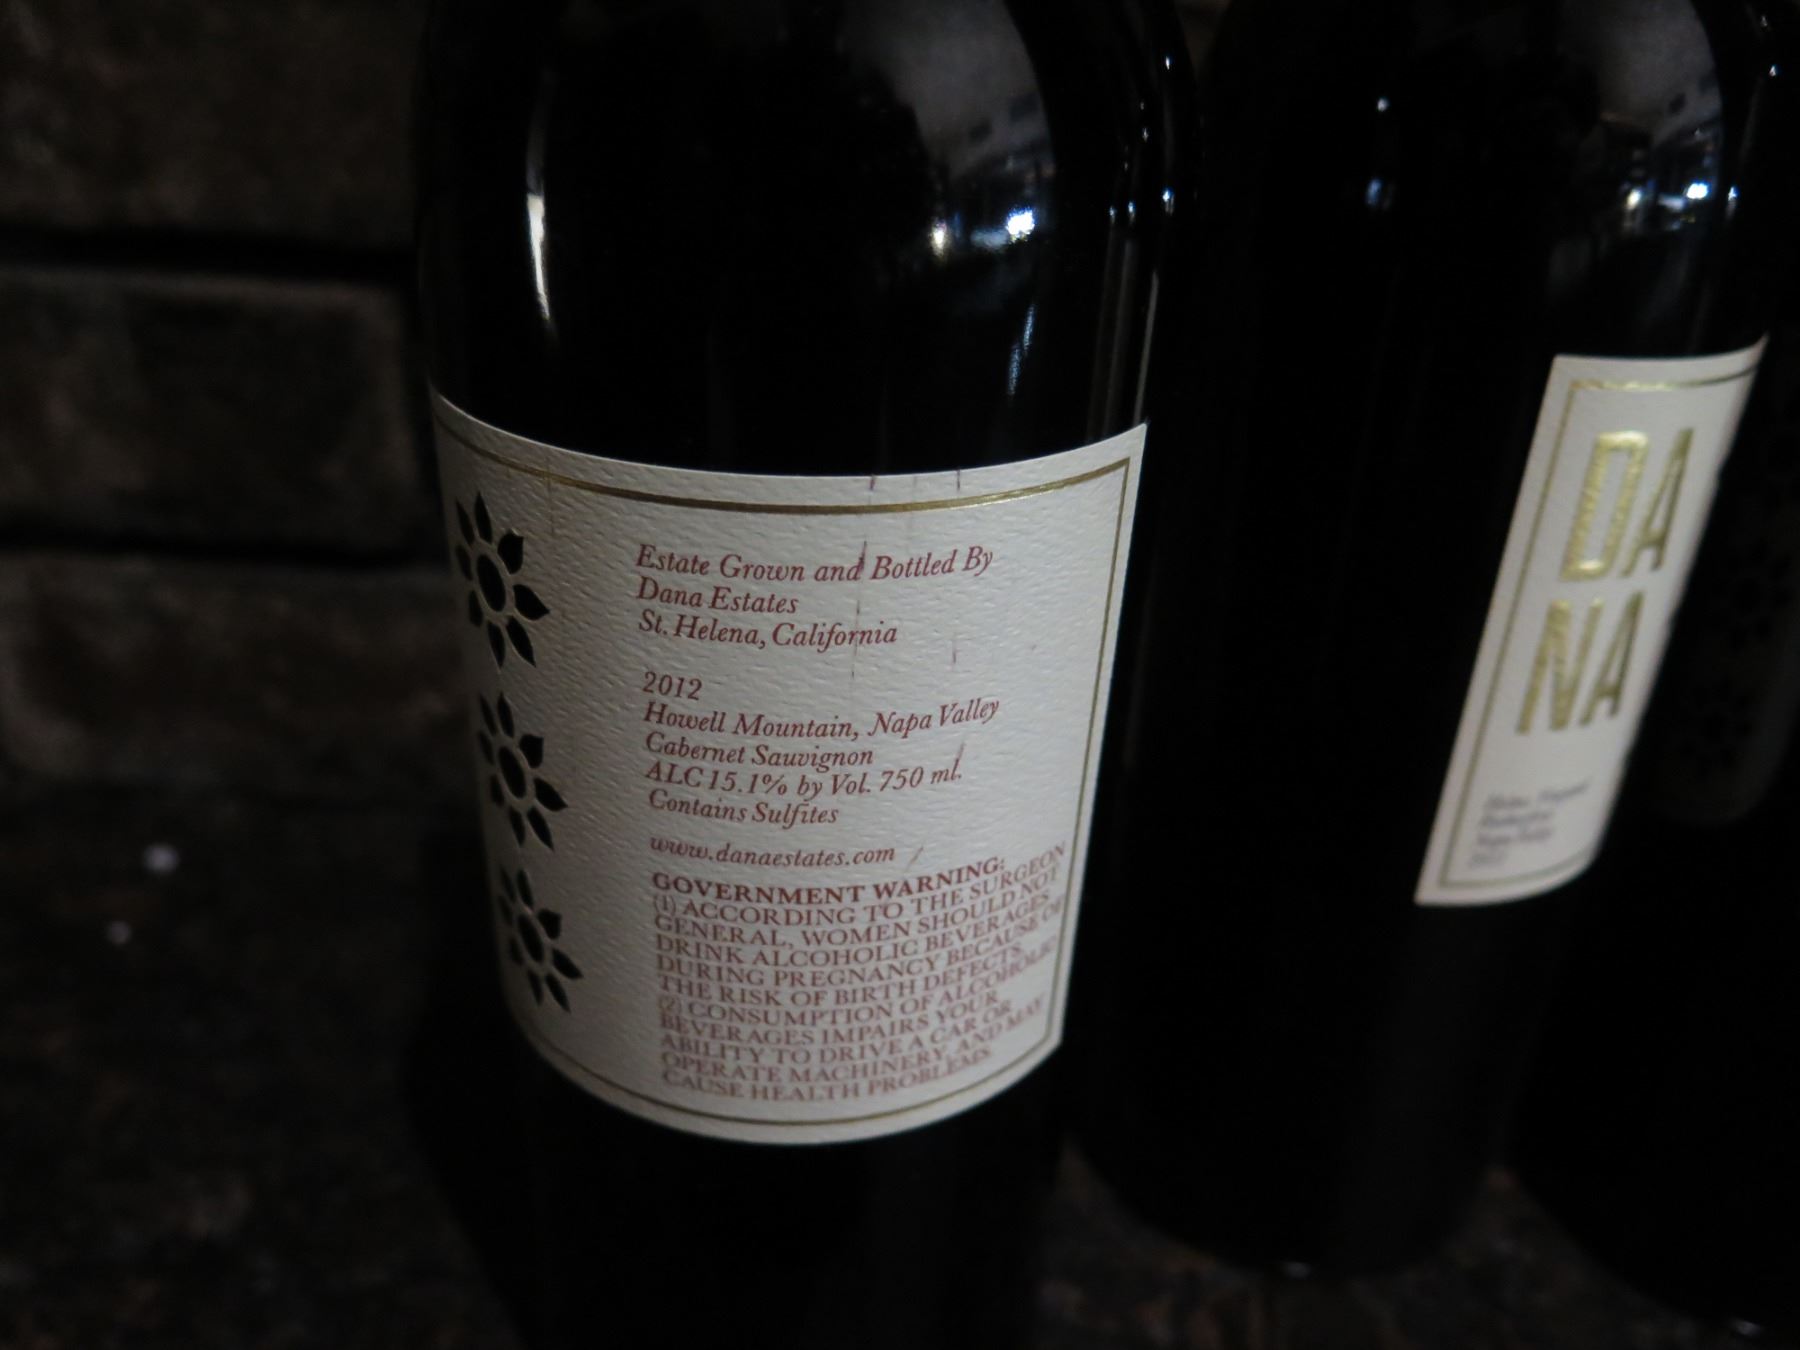 Estate Grown and Bottled By
Dana Estates
St. Helena, California
2012
Howell Mountain, Napa Valley
Cabernet Sauvignon
ALC 15.1% by Vol. 750 ml.
Contains Sulfites
www.danaestates.com
GOVERNMENT WARNING:
(1) ACCORDING TO THE SURGEON
GENERAL, WOMEN SHOULD NOT
DRINK ALCOHOLIC BEVERAGES
DURING PREGNANCY BECAUSE OF
THE RISK OF BIRTH DEFECTS.
(2) CONSUMPTION OF ALCOHOLIC
BEVERAGES IMPAIRS YOUR
ABILITY TO DRIVE A CAR OR
OPERATE MACHINERY, AND MAY
CAUSE HEALTH PROBLEMS.
DA
NA
Napa Valley